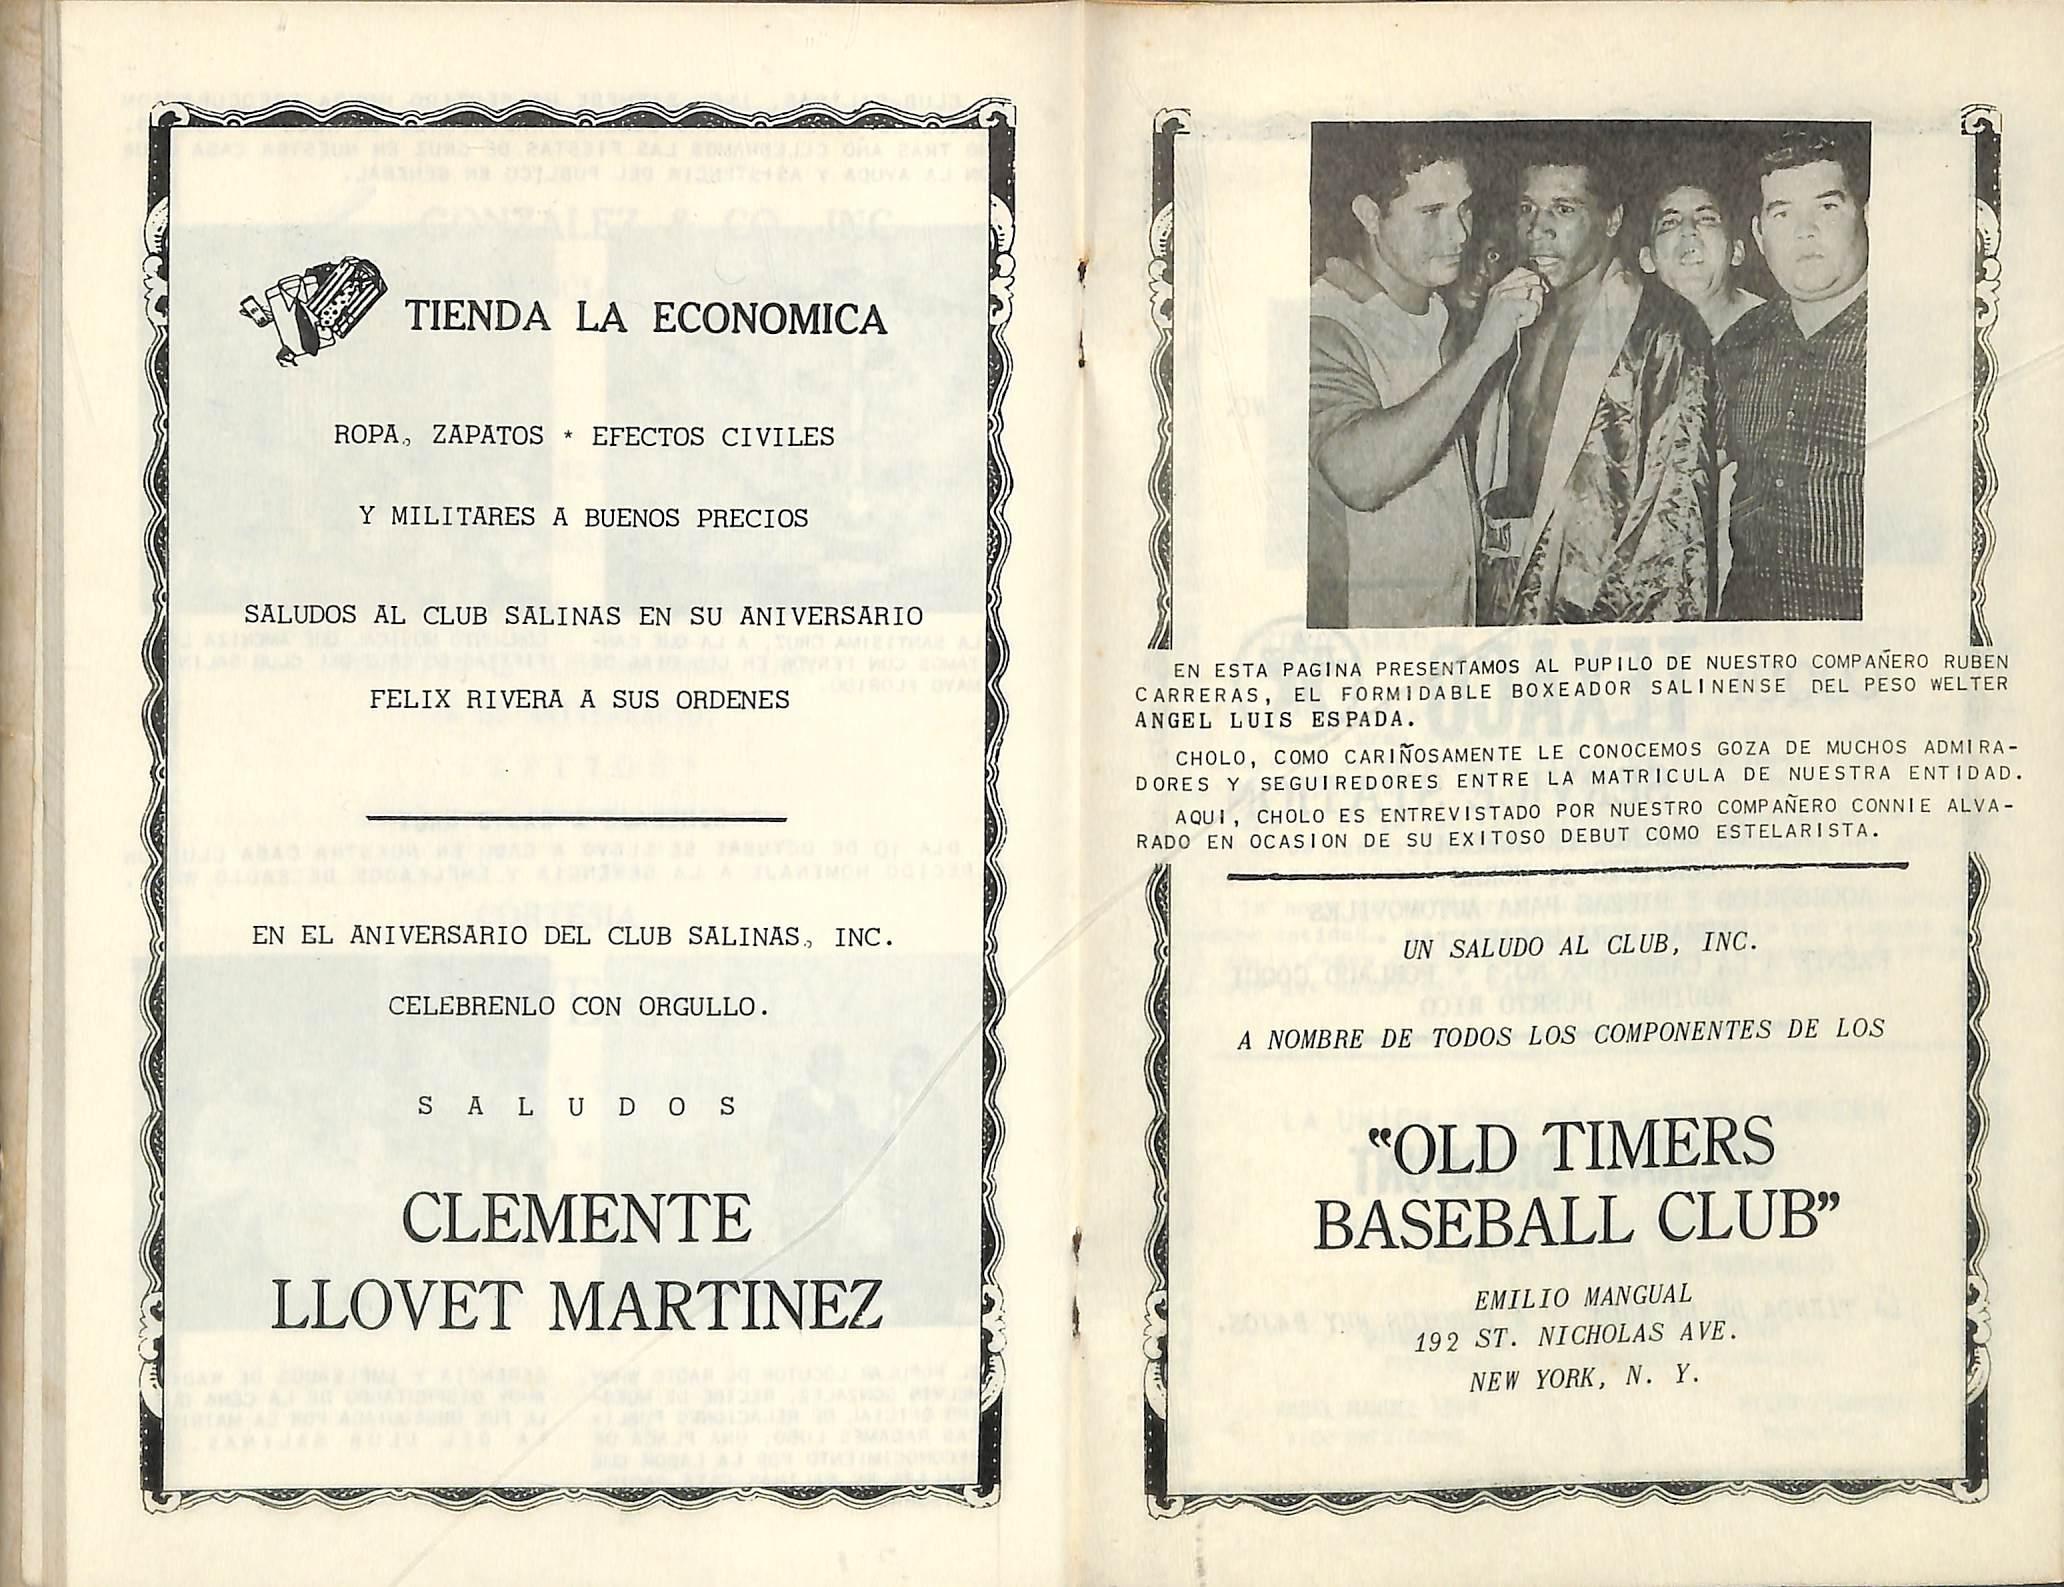 TIENDA LA ECONOMICA
ROPA, ZAPATOS * EFECTOS CIVILES
Y MILITARES A BUENOS PRECIOS
SALUDOS AL CLUB SALINAS EN SU ANIVERSARIO
FELIX RIVERA A SUS ORDENES
EN EL ANIVERSARIO DEL CLUB SALINAS, INC.
CELEBRENLO CON ORGULLO.
S A L U D O S
CLEMENTE
LLOVET MARTINEZ
EN ESTA PAGINA PRESENTAMOS AL PUPILO DE NUESTRO COMPAÑERO RUBEN
CARRERAS, EL FORMIDABLE BOXEADOR SALINENSE DEL PESO WELTER
ANGEL LUIS ESPADA.
CHOLO, COMO CARIÑOSAMENTE LE CONOCEMOS GOZA DE MUCHOS ADMIRA-
DORES Y SEGUIREDORES ENTRE LA MATRICULA DE NUESTRA ENTIDAD.
AQUI, CHOLO ES ENTREVISTADO POR NUESTRO COMPAÑERO CONNIE ALVA-
RADO EN OCASION DE SU EXITOSO DEBUT COMO ESTELARISTA.
UN SALUDO AL CLUB, INC.
A NOMBRE DE TODOS LOS COMPONENTES DE LOS
"OLD TIMERS
BASEBALL CLUB"
EMILIO MANGUAL
192 ST. NICHOLAS AVE.
NEW YORK, N. Y.